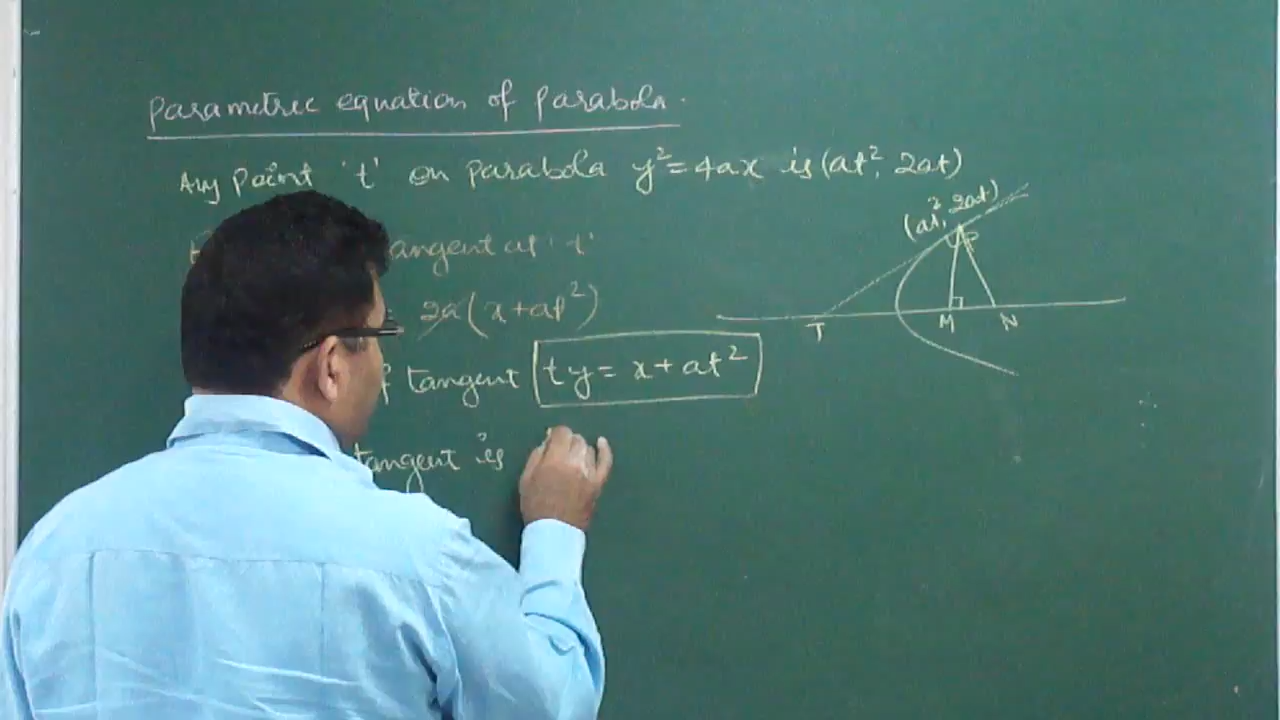 Parametric equation of parabola.
Any point 't' on parabola y² = 4ax is (at², 2at)
(at², 2at)
tangent at 't'
2a(x+at²)
P
T M N
tangent ty = x + at²
tangent is